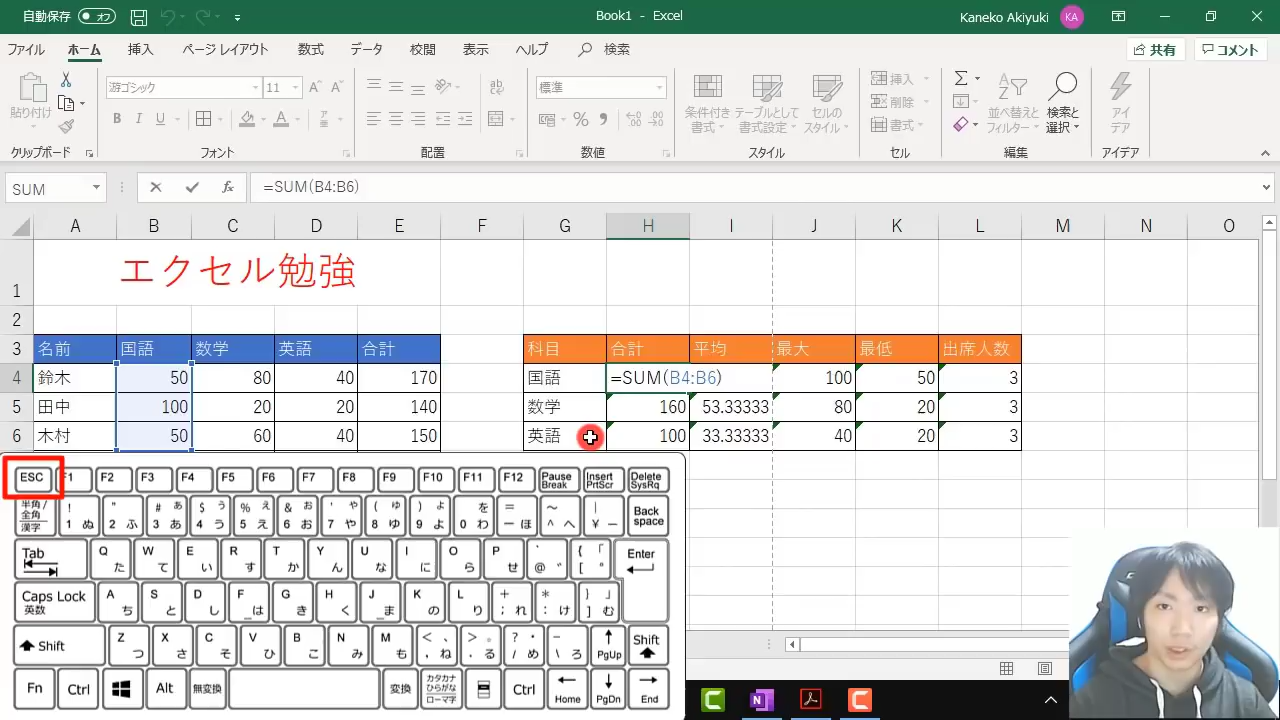 自動保存 オフ Book1 - Excel Kaneko Akiyuki KA
ファイル ホーム 挿入 ページ レイアウト 数式 データ 校閲 表示 ヘルプ 検索 共有 コメント
貼り付け 游ゴシック 11 A A ab 標準 条件付き 書式 テーブルとして 書式設定 セルの スタイル 挿入 削除 書式 Σ 並べ替えと フィルター 検索と 選択 アイ デア
B I U A % 9
クリップボード フォント 配置 数値 スタイル セル 編集 アイデア
SUM fx =SUM(B4:B6)
A B C D E F G H I J K L M N O
1 エクセル勉強
2
3 名前 国語 数学 英語 合計 科目 合計 平均 最大 最低 出席人数
4 鈴木 50 80 40 170 国語 =SUM(B4:B6) 100 50 3
5 田中 100 20 20 140 数学 160 53.33333 80 20 3
6 木村 50 60 40 150 英語 100 33.33333 40 20 3
ESC F1 F2 F3 F4 F5 F6 F7 F8 F9 F10 F11 F12 Pause Break Insert PrtScr Delete SysRq
半角/ 全角 漢字 ! 1 ぬ " 2 ふ # ぁ 3 あ $ ぅ 4 う % ぇ 5 え & ぉ 6 お ' ゃ 7 や ( ゅ 8 ゆ ) ょ 9 よ を 0 わ = ー ほ ～ ^ へ | ¥ ー Back space
Tab Q た W て E い R す T か Y ん U な I に O ら P せ ` @ ゛ { 「 [ ゜ Enter
Caps Lock 英数 A ち S と D し F は G き H く J ま K の L り + ; れ * : け } 」 ] む
Shift Z つ X さ C そ V ひ B こ N み M も < 、 , ね > 。 . る ? ・ / め _ \ ろ PgUp Shift
Fn Ctrl Alt 無変換 変換 カタカナ ひらがな ローマ字 Ctrl Home PgDn End